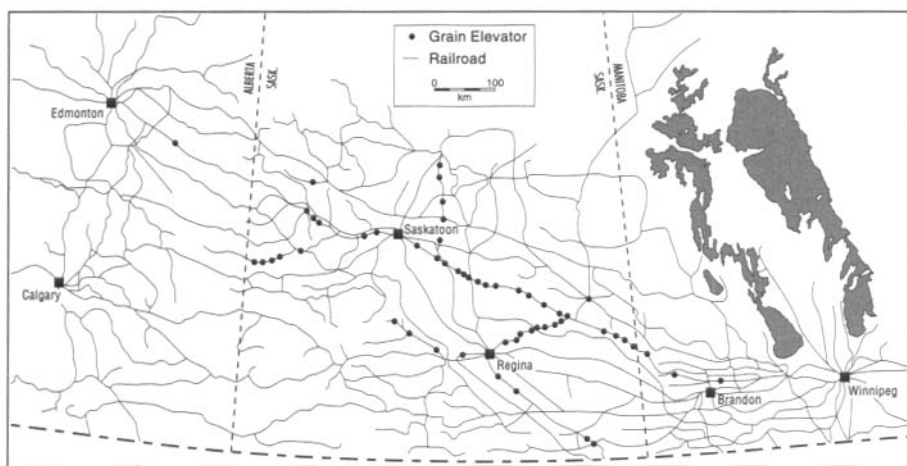 Grain Elevator
Railroad
0 100
km
ALBERTA
SASK.
SASK.
MANITOBA
Edmonton
Saskatoon
Calgary
Regina
Brandon
Winnipeg